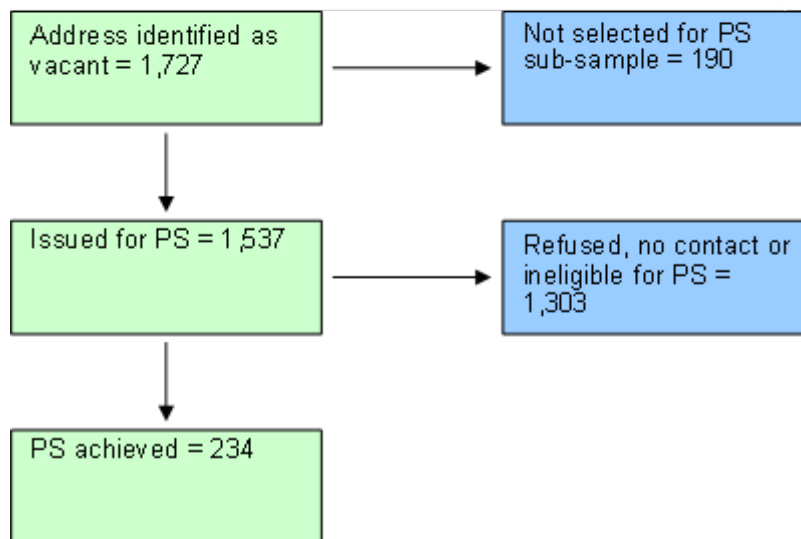 Address identified as
vacant = 1,727
Not selected for PS
sub-sample = 190
Issued for PS = 1,537
Refused, no contact or
ineligible for PS =
1,303
PS achieved = 234